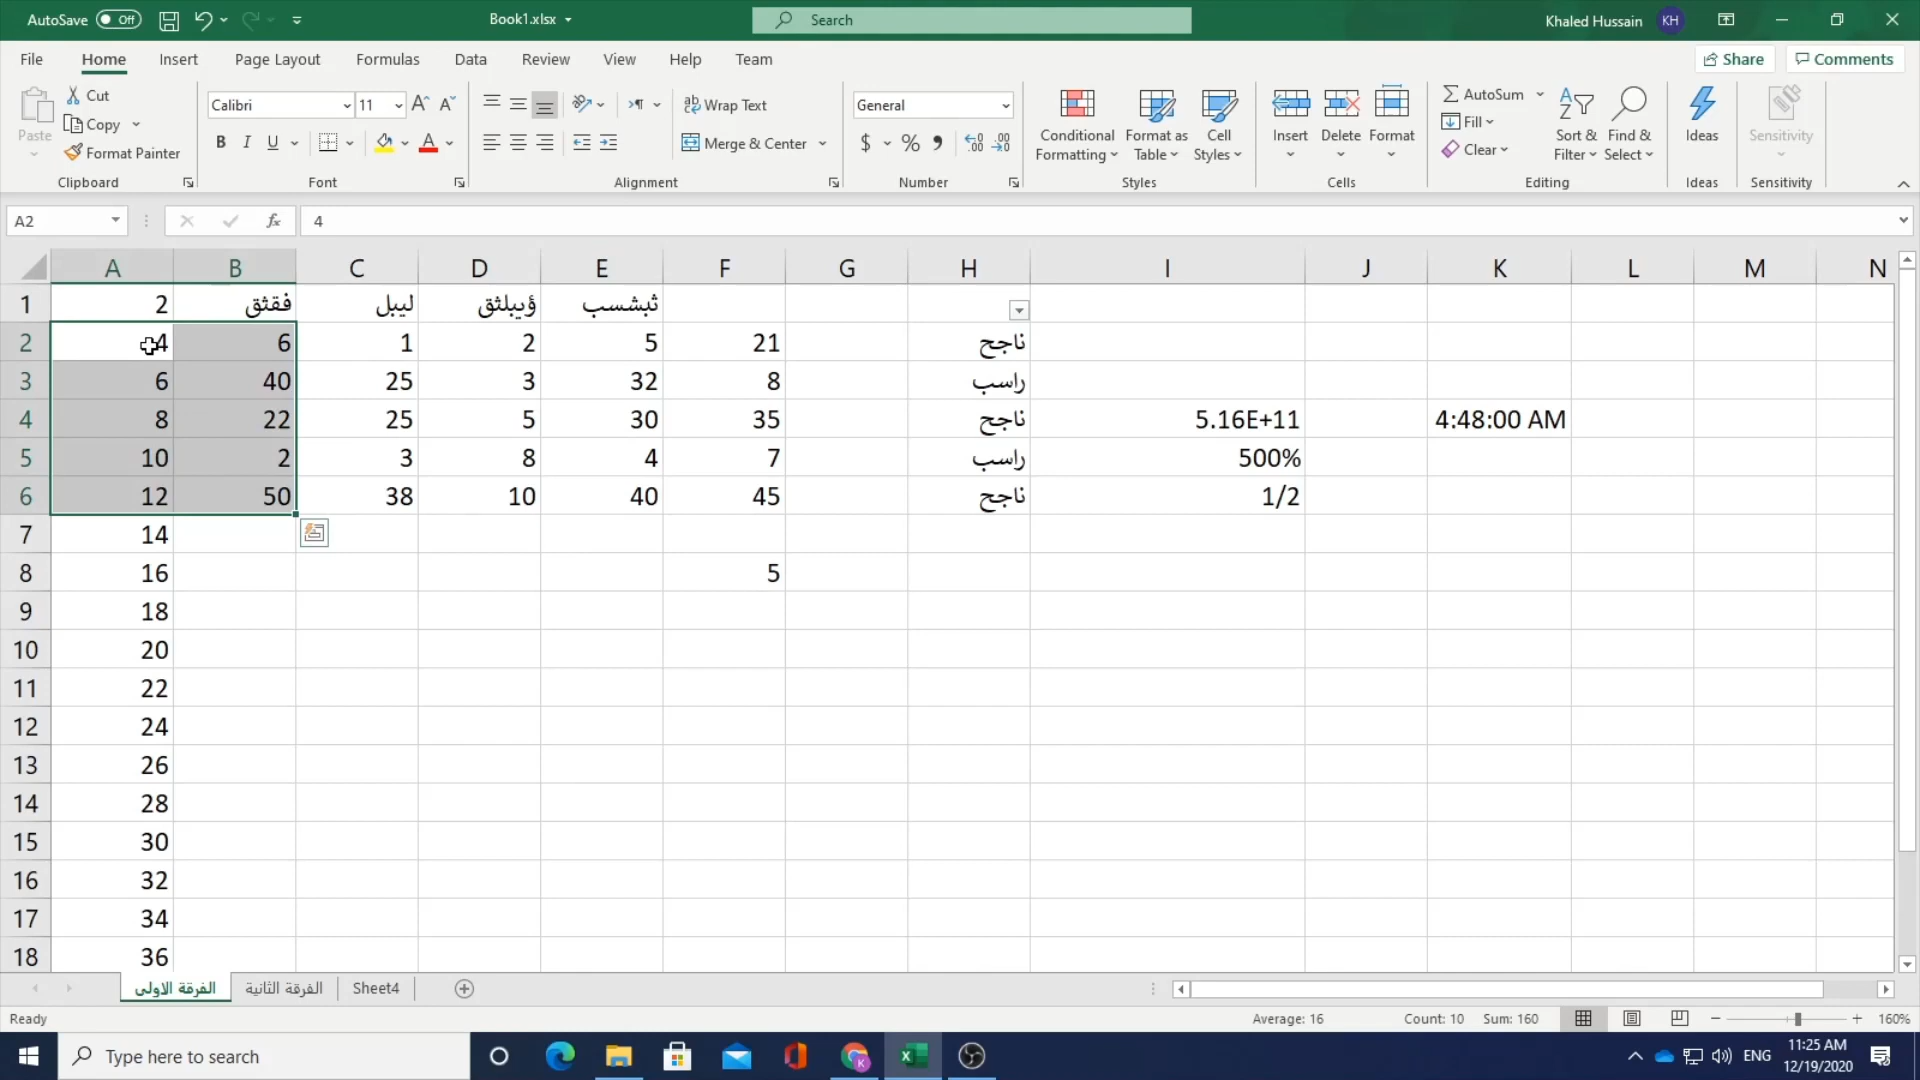 AutoSave Off Book1.xlsx Search Khaled Hussain KH
File Home Insert Page Layout Formulas Data Review View Help Team Share Comments
Paste Cut Copy Format Painter Clipboard
Calibri 11 B I U A Font
Wrap Text Merge & Center Alignment
General $ % Number
Conditional Formatting Format as Table Cell Styles Styles
Insert Delete Format Cells
AutoSum Fill Clear Sort & Filter Find & Select Editing
Ideas Ideas
Sensitivity Sensitivity
A2 fx 4
A B C D E F G H I J K L M N
1 2 فقثق ليبل ؤيبلثق ثبشسب
2 4 6 1 2 5 21 ناجح
3 6 40 25 3 32 8 راسب
4 8 22 25 5 30 35 ناجح 5.16E+11 4:48:00 AM
5 10 2 3 8 4 7 راسب 500%
6 12 50 38 10 40 45 ناجح 1/2
7 14
8 16 5
9 18
10 20
11 22
12 24
13 26
14 28
15 30
16 32
17 34
18 36
الفرقة الاولى الفرقة الثانية Sheet4
Ready Average: 16 Count: 10 Sum: 160 160%
Type here to search ENG 11:25 AM
12/19/2020